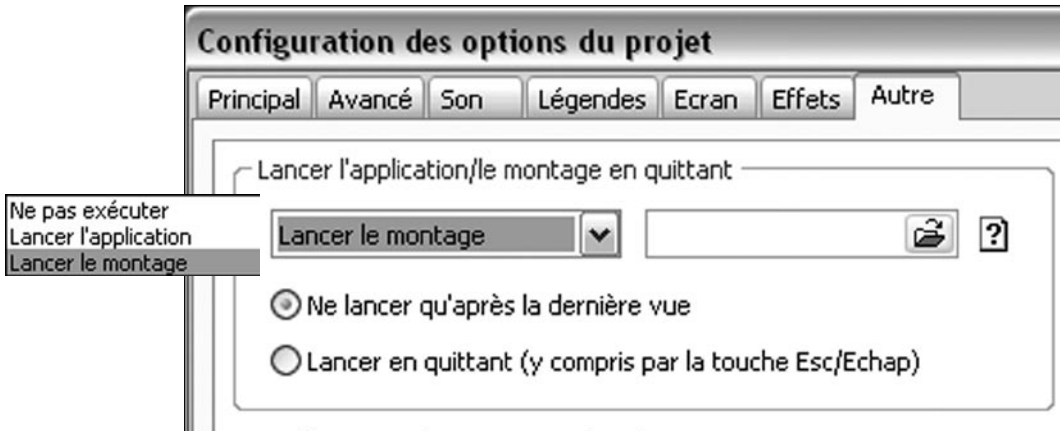 Configuration des options du projet
Principal Avancé Son Légendes Ecran Effets Autre
Lancer l'application/le montage en quittant
Ne pas exécuter
Lancer l'application
Lancer le montage
Lancer le montage
Ne lancer qu'après la dernière vue
Lancer en quittant (y compris par la touche Esc/Echap)